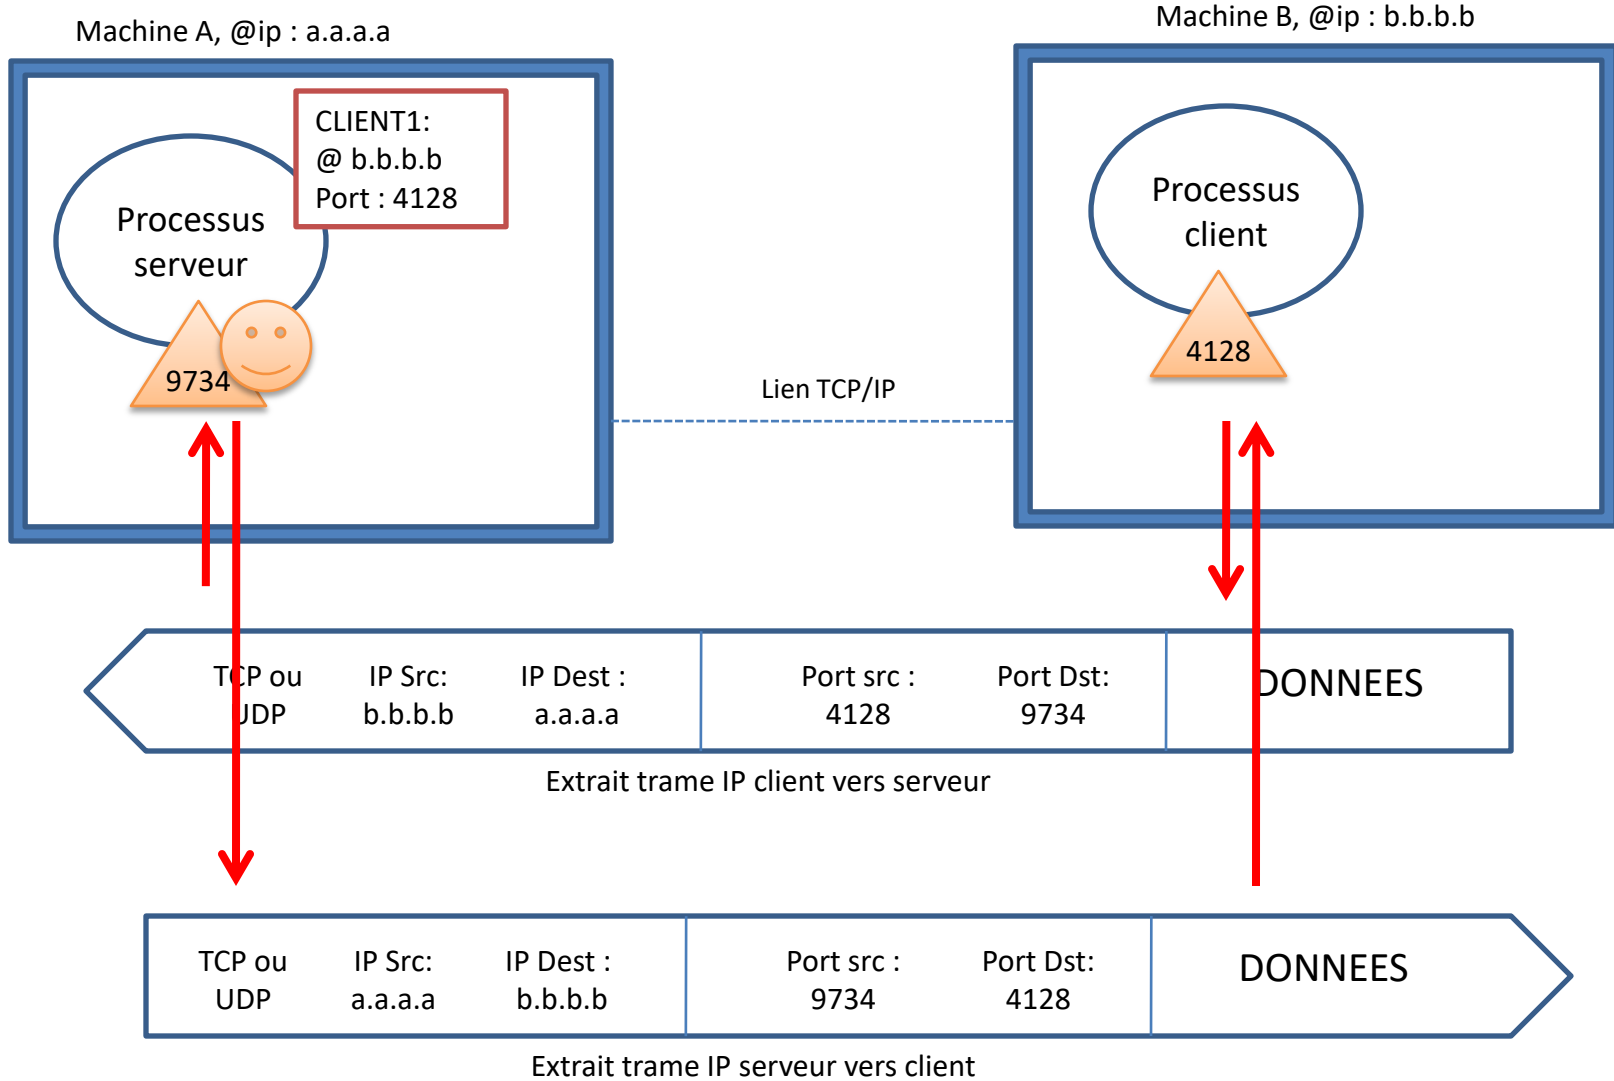 Machine A, @ip : a.a.a.a
Machine B, @ip : b.b.b.b
CLIENT1:
@ b.b.b.b
Port : 4128
Processus
serveur
9734
Processus
client
4128
Lien TCP/IP
TCP ou
UDP
IP Src:
b.b.b.b
IP Dest :
a.a.a.a
Port src :
4128
Port Dst:
9734
DONNEES
Extrait trame IP client vers serveur
TCP ou
UDP
IP Src:
a.a.a.a
IP Dest :
b.b.b.b
Port src :
9734
Port Dst:
4128
DONNEES
Extrait trame IP serveur vers client